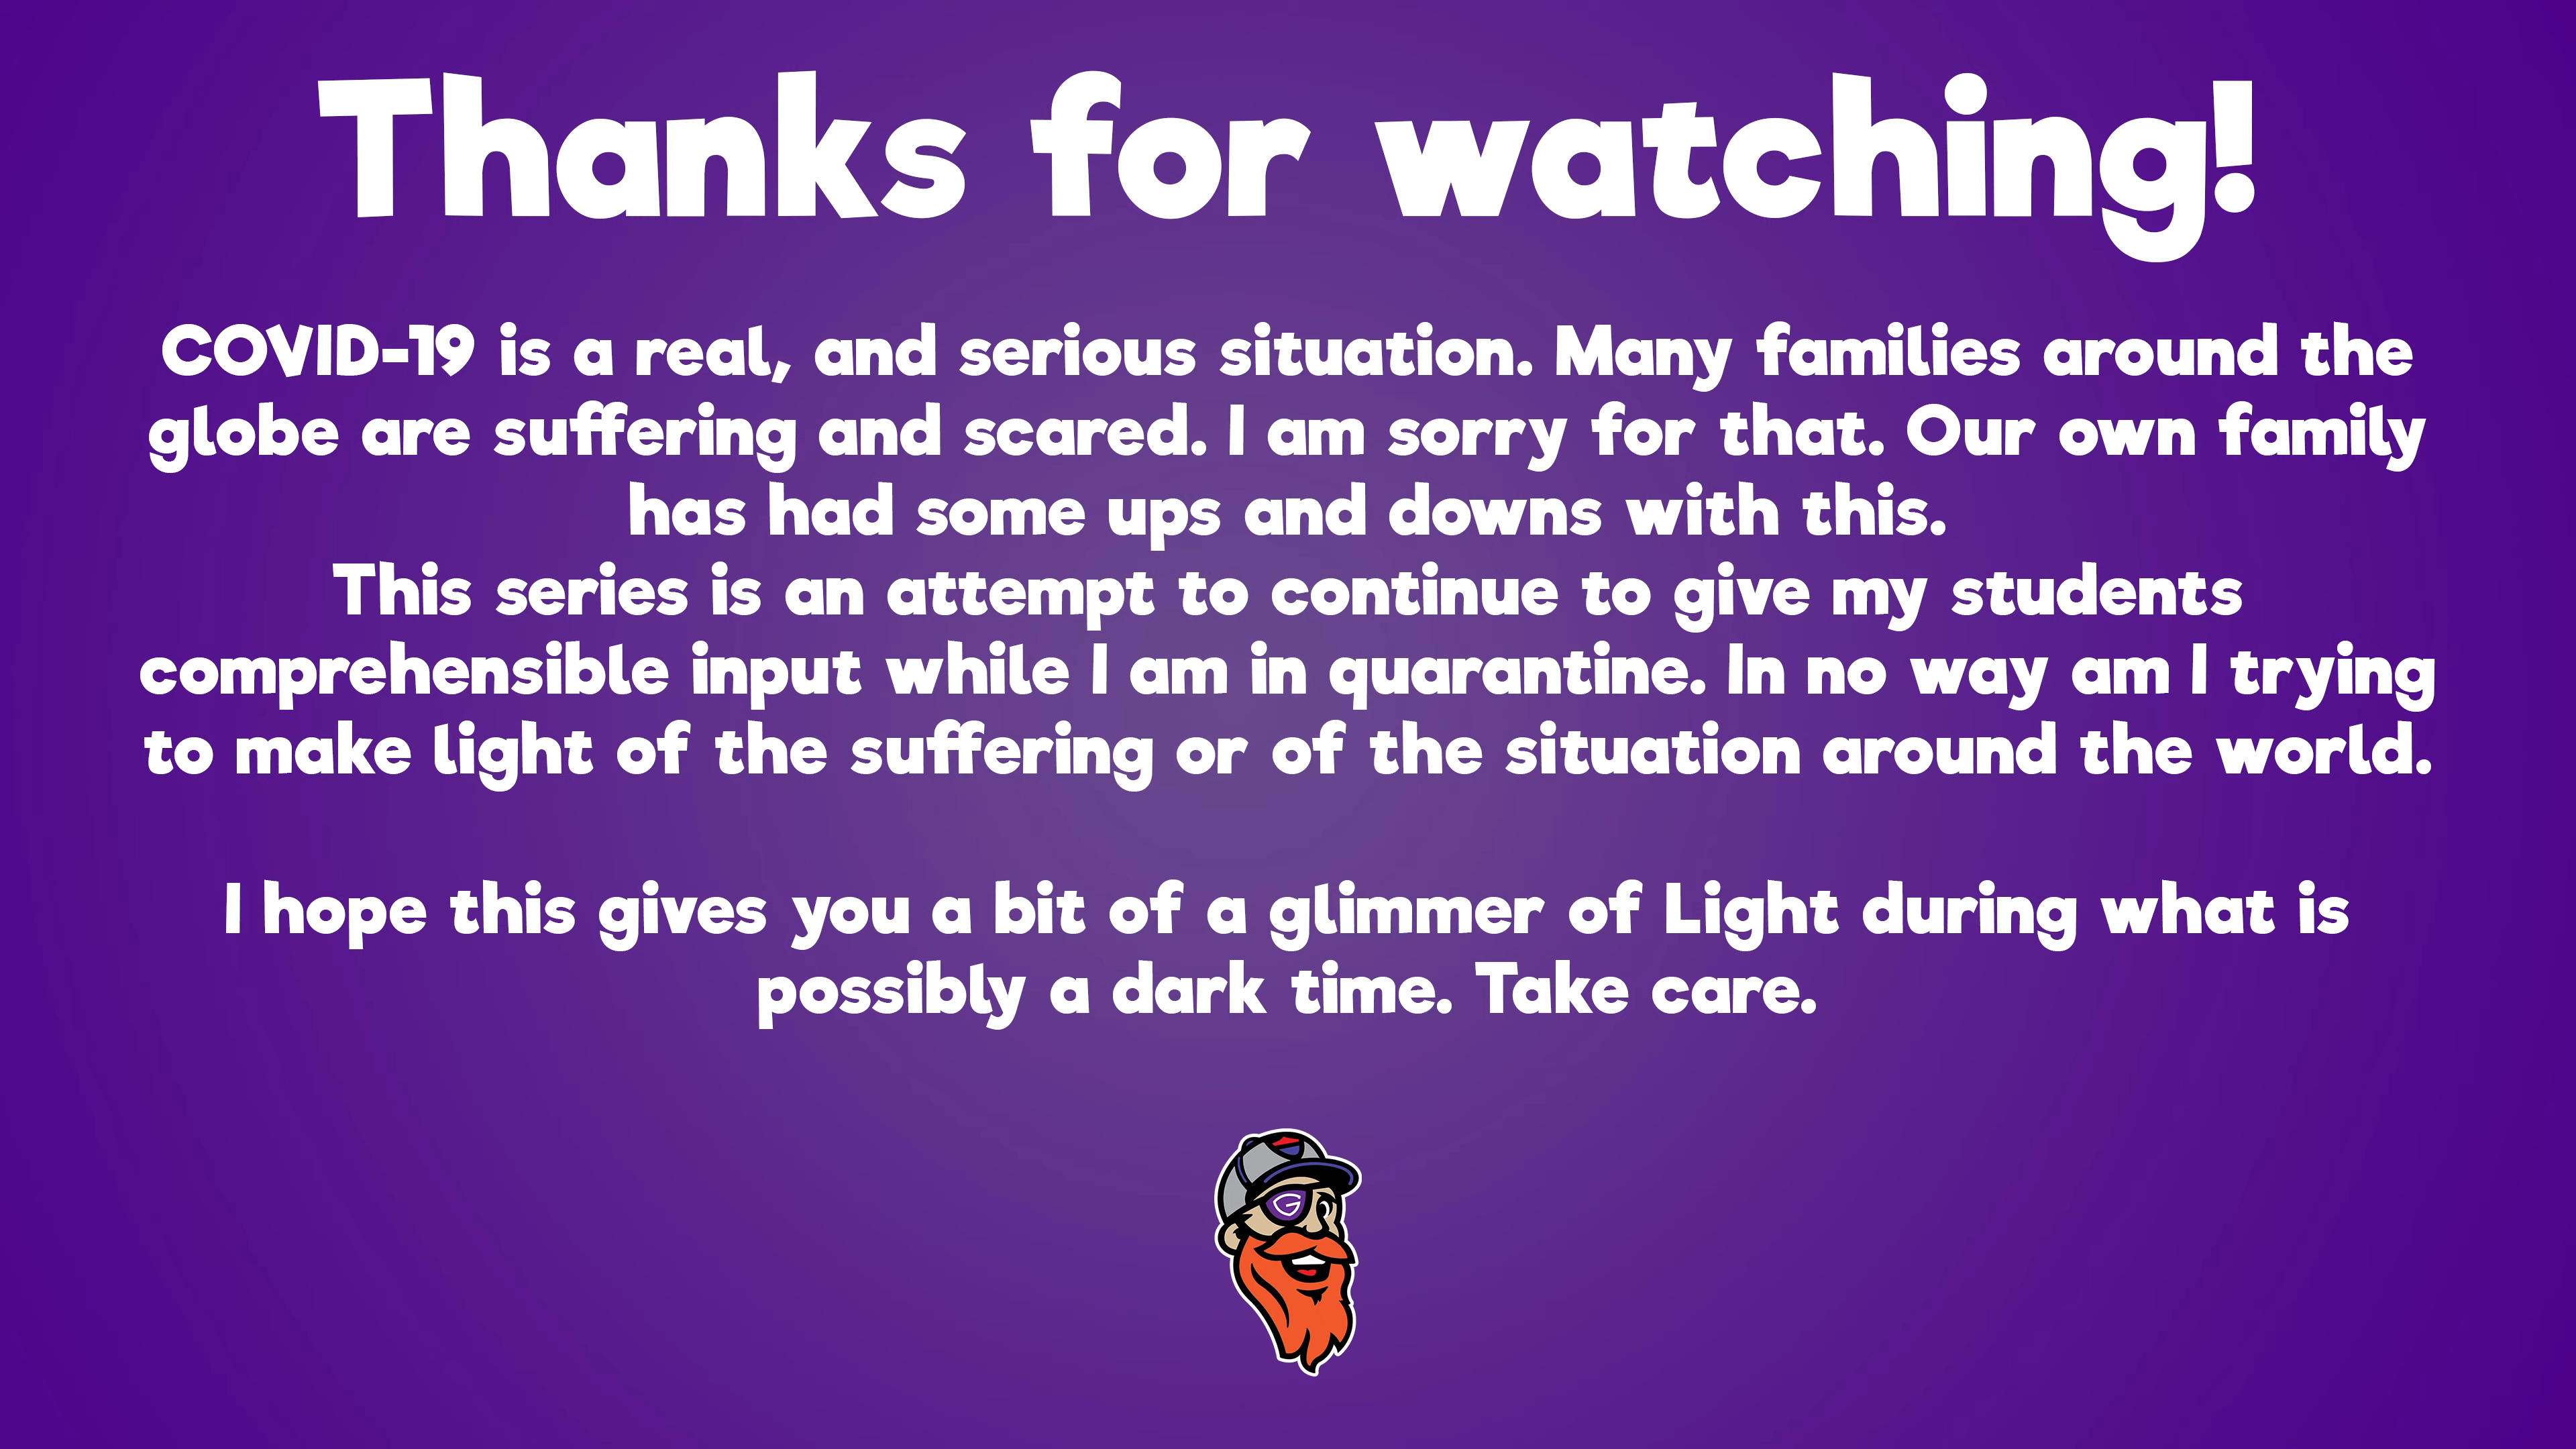 Thanks for watching!
COVID-19 is a real, and serious situation. Many families around the
globe are suffering and scared. I am sorry for that. Our own family
has had some ups and downs with this.
This series is an attempt to continue to give my students
comprehensible input while I am in quarantine. In no way am I trying
to make light of the suffering or of the situation around the world.
I hope this gives you a bit of a glimmer of Light during what is
possibly a dark time. Take care.
G